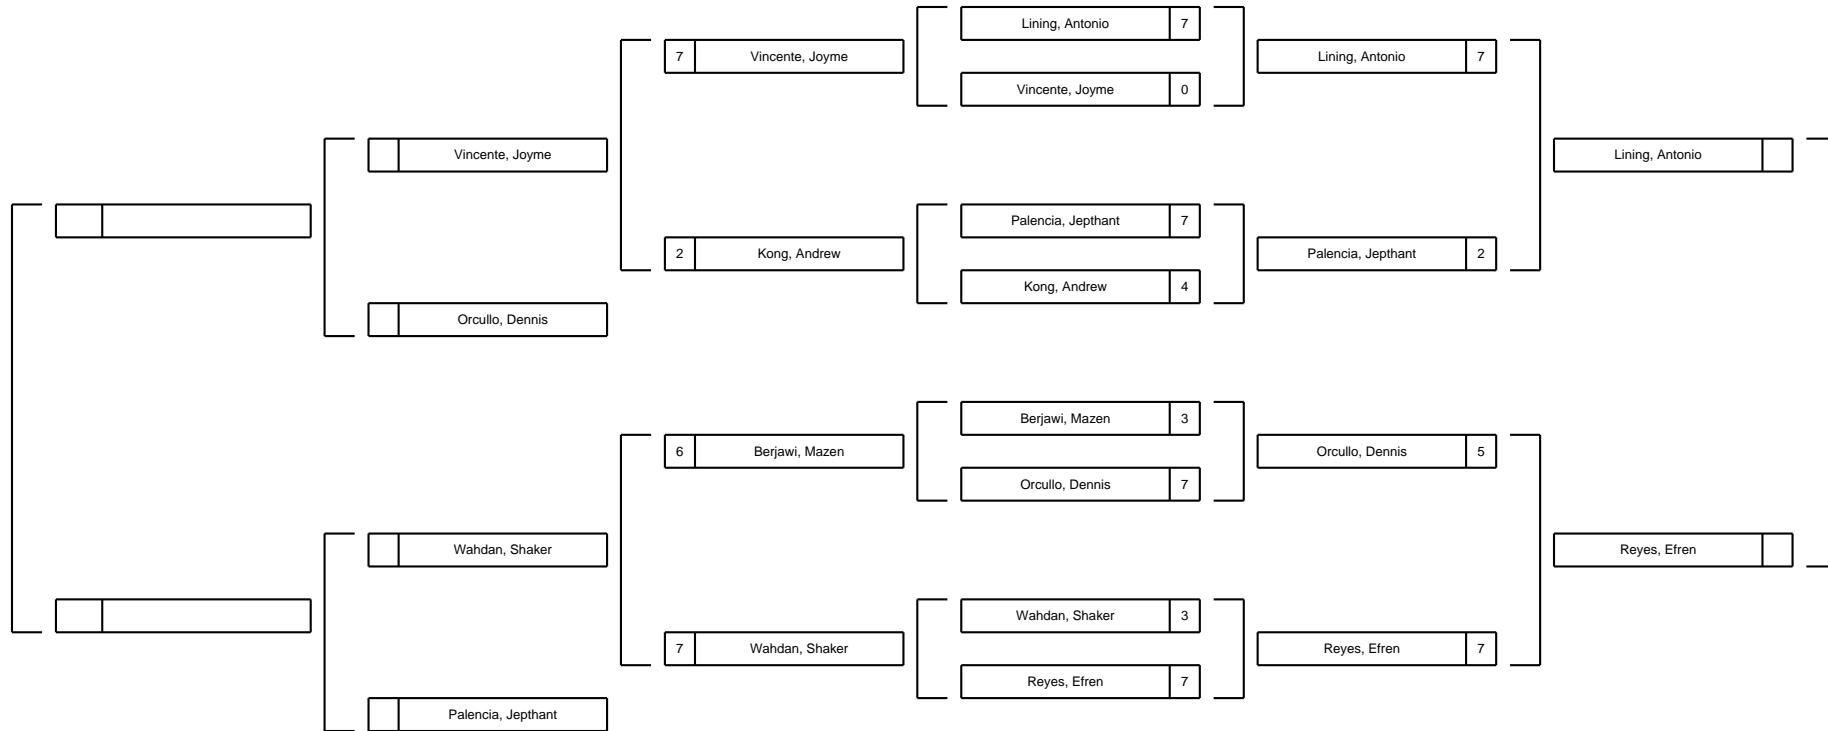 Lining, Antonio 7
7 Vincente, Joyme
Lining, Antonio 7
Vincente, Joyme 0
Vincente, Joyme
Lining, Antonio
Palencia, Jepthant 7
2 Kong, Andrew
Palencia, Jepthant 2
Kong, Andrew 4
Orcullo, Dennis
Berjawi, Mazen 3
6 Berjawi, Mazen
Orcullo, Dennis 5
Orcullo, Dennis 7
Wahdan, Shaker
Reyes, Efren
Wahdan, Shaker 3
7 Wahdan, Shaker
Reyes, Efren 7
Reyes, Efren 7
Palencia, Jepthant